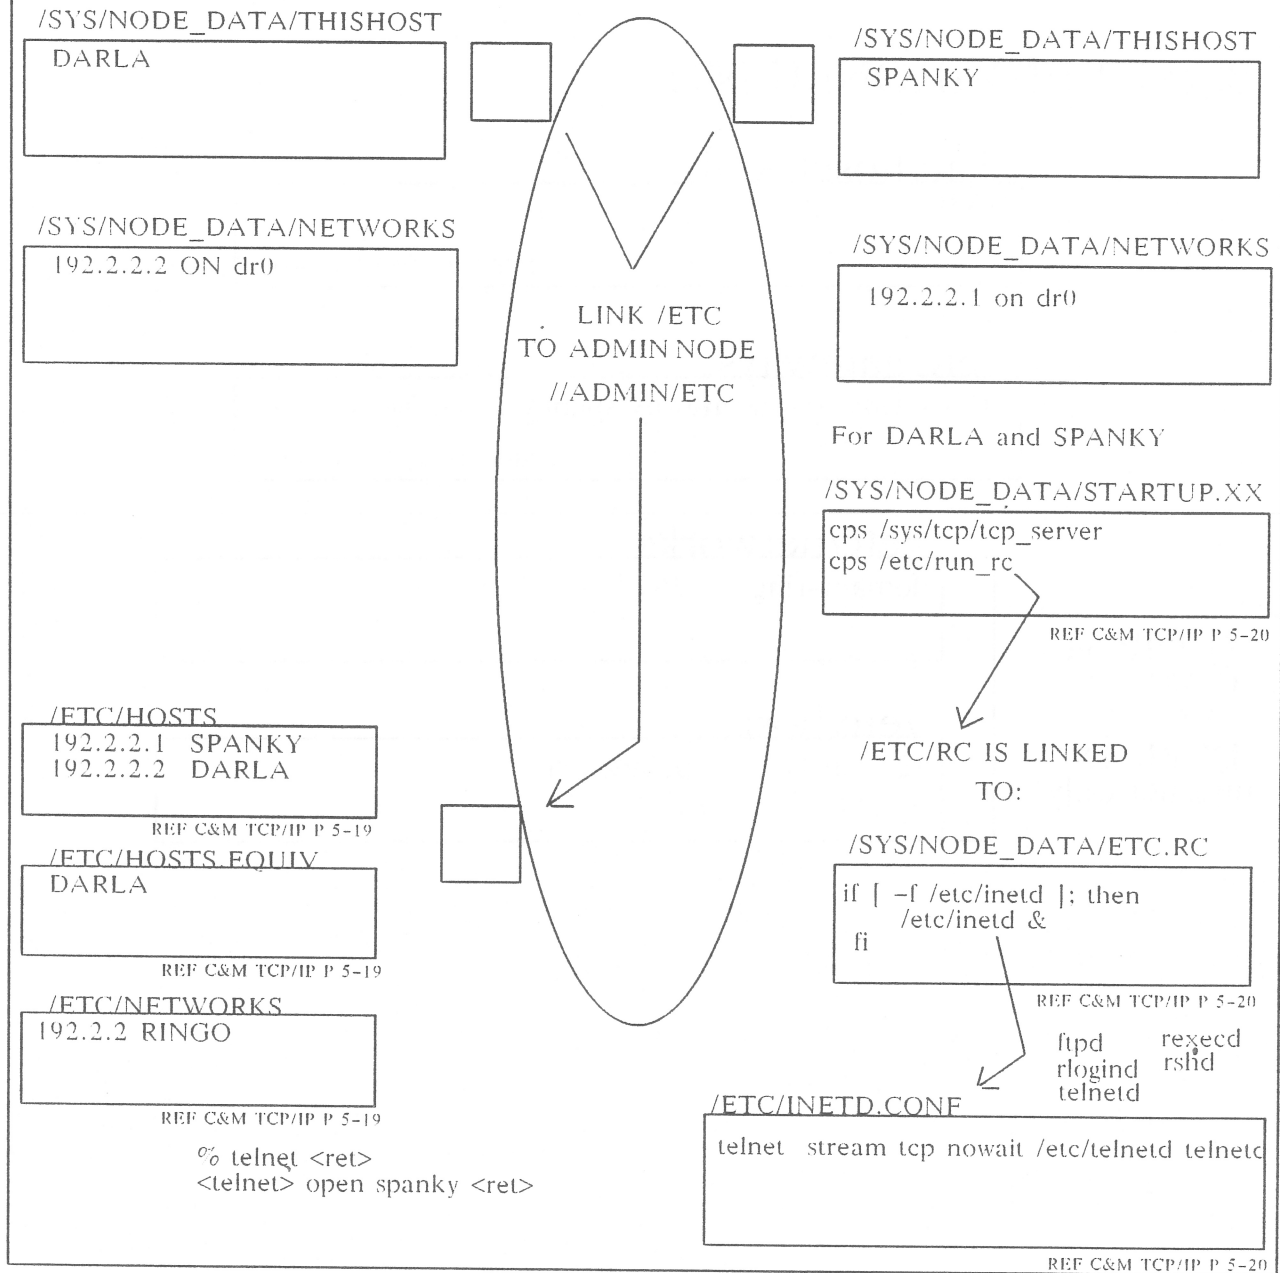 /SYS/NODE_DATA/THISHOST
DARLA
/SYS/NODE_DATA/NETWORKS
192.2.2.2 ON dr0
LINK /ETC
TO ADMIN NODE
//ADMIN/ETC
/SYS/NODE_DATA/THISHOST
SPANKY
/SYS/NODE_DATA/NETWORKS
192.2.2.1 on dr0
For DARLA and SPANKY
/SYS/NODE_DATA/STARTUP.XX
cps /sys/tcp/tcp_server
cps /etc/run_rc
REF C&M TCP/IP P 5-20
/ETC/RC IS LINKED
TO:
/SYS/NODE_DATA/ETC.RC
if [ -f /etc/inetd ]; then
/etc/inetd &
fi
REF C&M TCP/IP P 5-20
ftpd rexecd
rlogind rshd
telnetd
/ETC/INETD.CONF
telnet stream tcp nowait /etc/telnetd telnetd
REF C&M TCP/IP P 5-20
/ETC/HOSTS
192.2.2.1 SPANKY
192.2.2.2 DARLA
REF C&M TCP/IP P 5-19
/ETC/HOSTS.EQUIV
DARLA
REF C&M TCP/IP P 5-19
/ETC/NETWORKS
192.2.2 RINGO
REF C&M TCP/IP P 5-19
% telnet <ret>
<telnet> open spanky <ret>